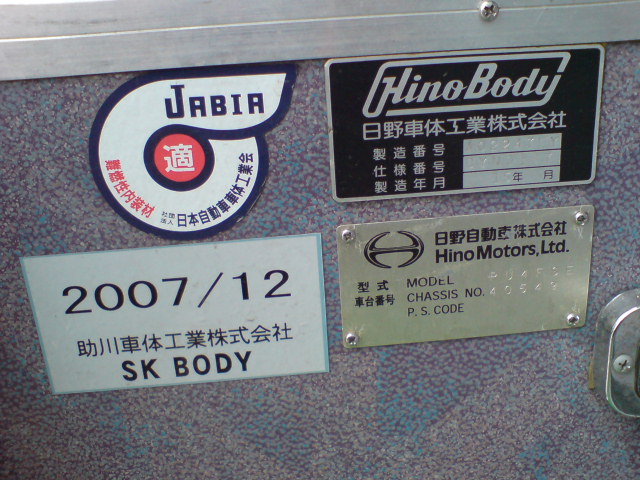 JABIA
適
難燃性内装材
社団法人 日本自動車車体工業会
HinoBody
日野車体工業株式会社
製造番号
仕様番号
製造年月 年 月
2007/12
助川車体工業株式会社
SK BODY
日野自動車株式会社
Hino Motors, Ltd.
型式 MODEL
車台番号 CHASSIS NO.
P. S. CODE